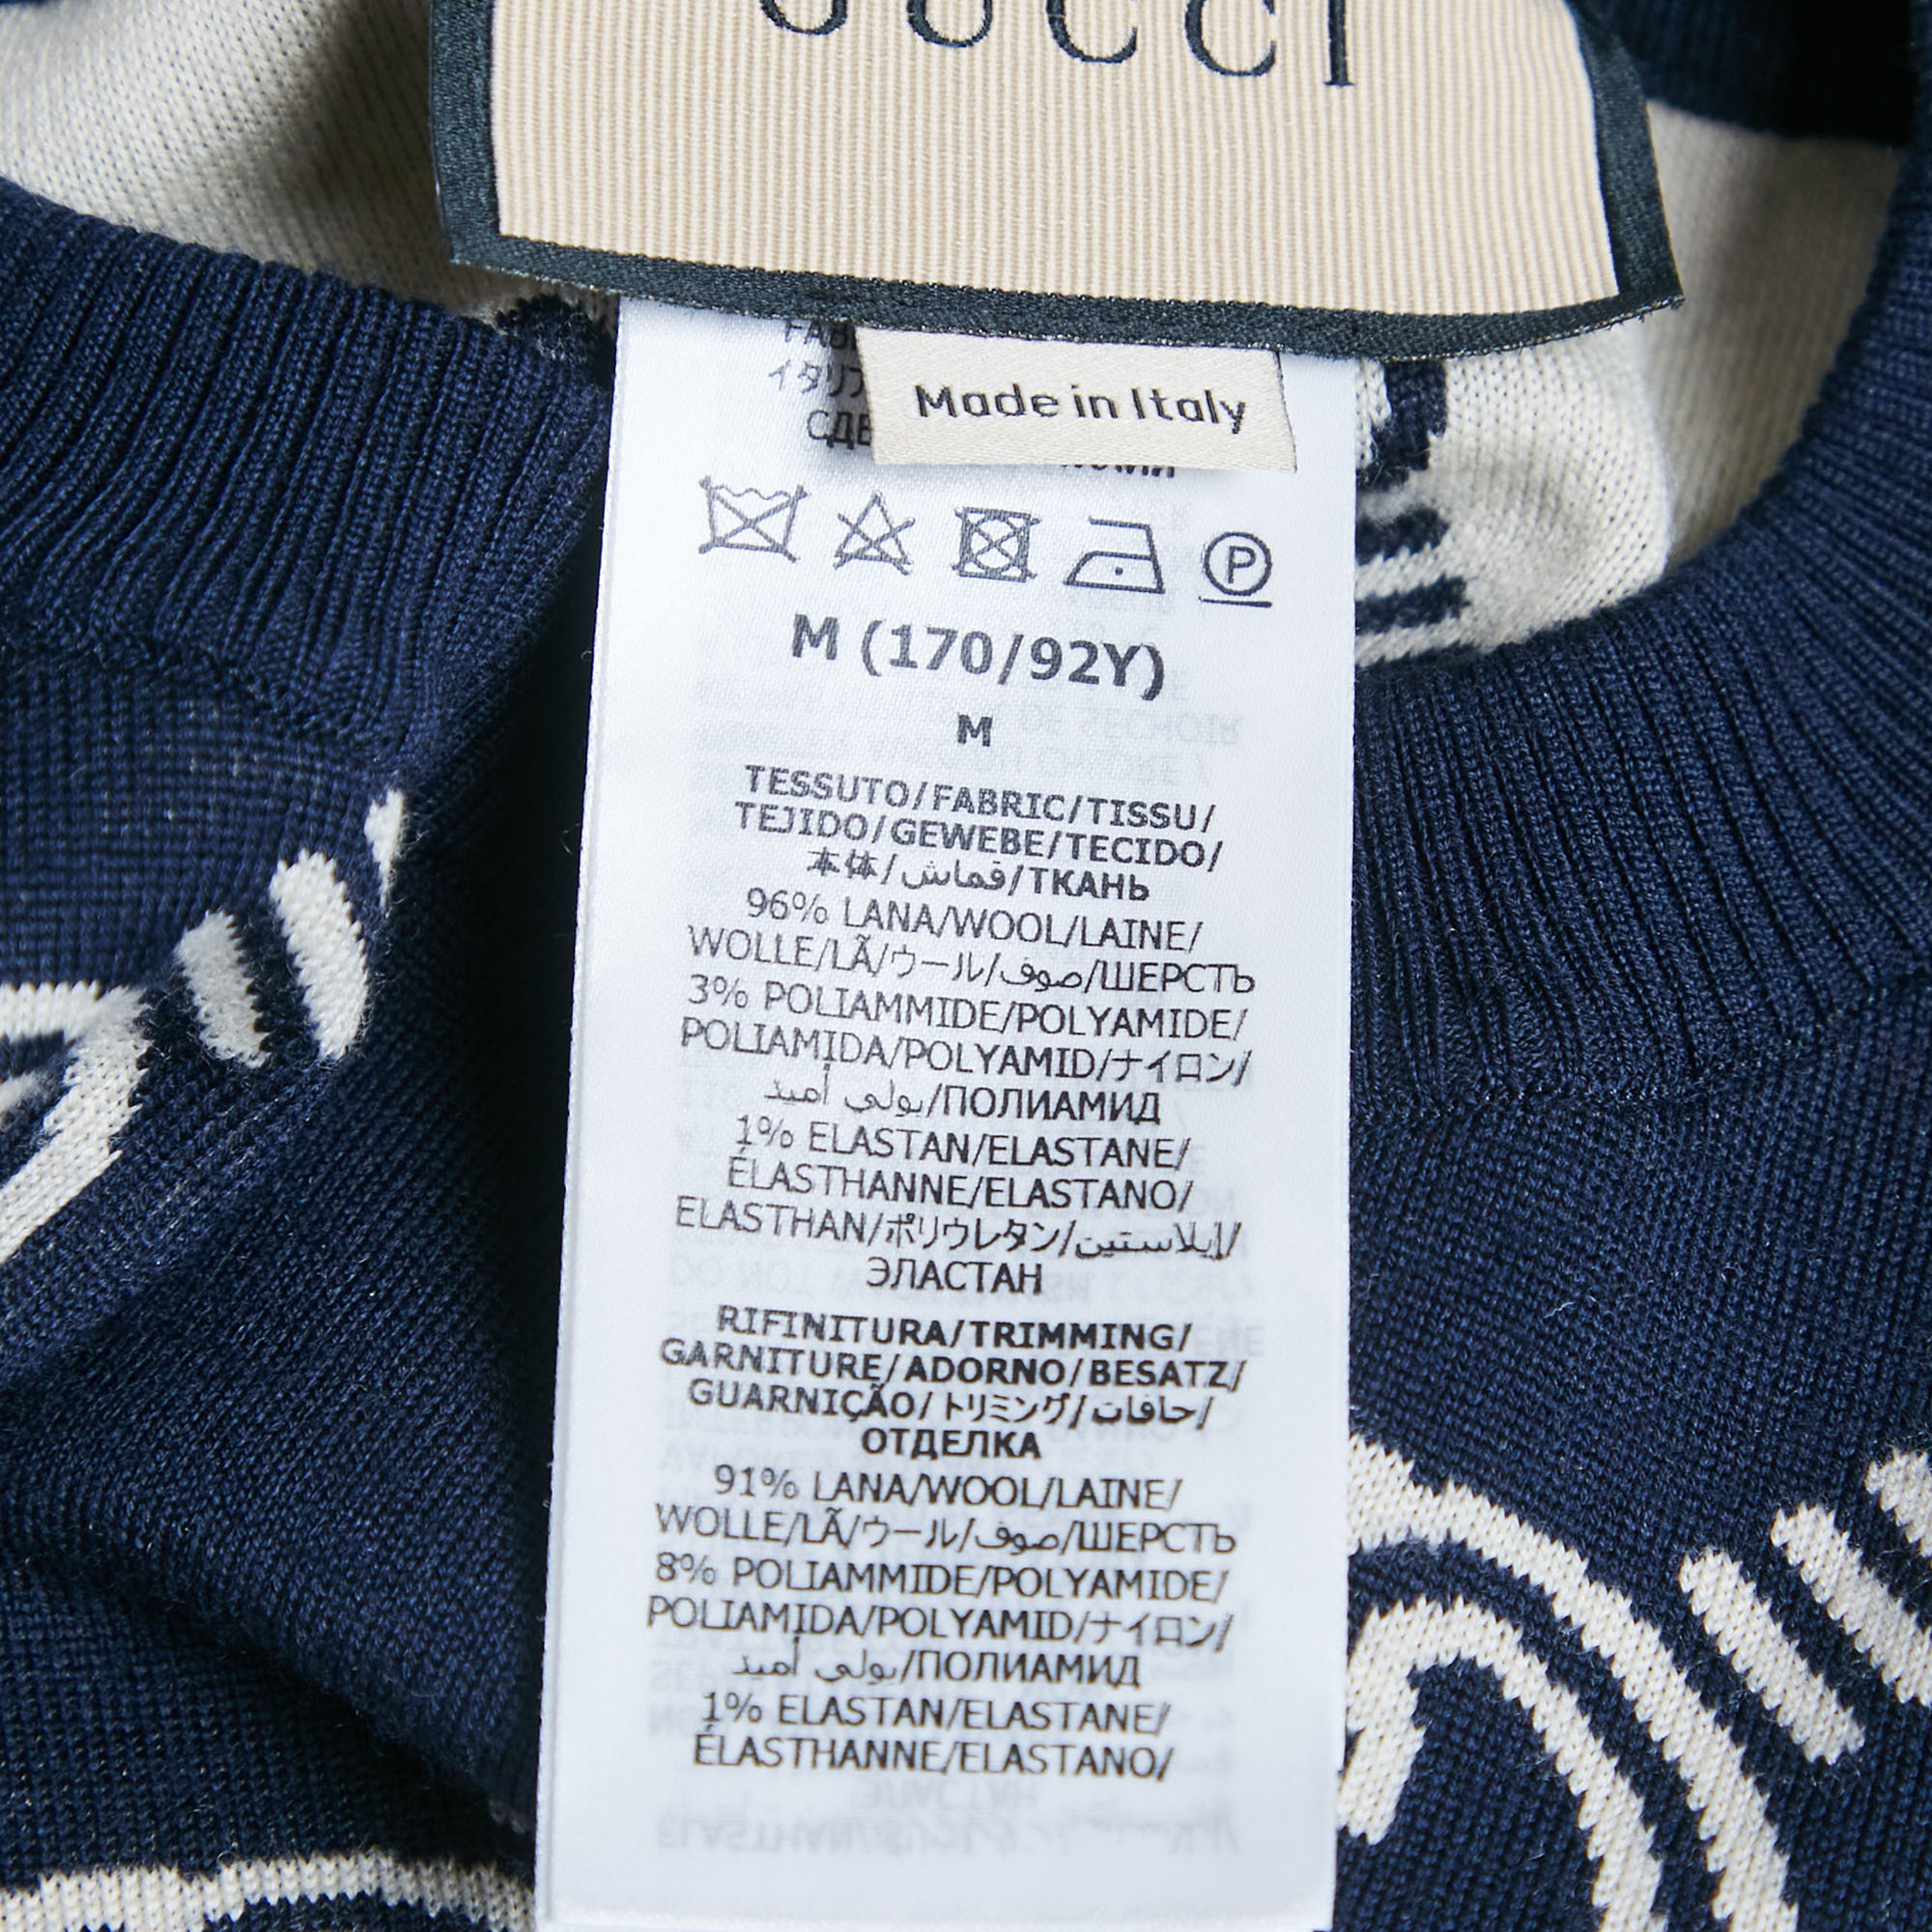 GUCCI
Made in Italy
P
M (170/92Y)
M
TESSUTO/FABRIC/TISSU/
TEJIDO/GEWEBE/TECIDO/
本体/قماش/ТКАНЬ
96% LANA/WOOL/LAINE/
WOLLE/LÃ/ウール/صوف/ШЕРСТЬ
3% POLIAMMIDE/POLYAMIDE/
POLIAMIDA/POLYAMID/ナイロン/
بولي أميد/ПОЛИАМИД
1% ELASTAN/ELASTANE/
ÉLASTHANNE/ELASTANO/
ELASTHAN/ポリウレタン/إيلاستين/
ЭЛАСТАН
RIFINITURA/TRIMMING/
GARNITURE/ADORNO/BESATZ/
GUARNIÇÃO/トリミング/حافات/
ОТДЕЛКА
91% LANA/WOOL/LAINE/
WOLLE/LÃ/ウール/صوف/ШЕРСТЬ
8% POLIAMMIDE/POLYAMIDE/
POLIAMIDA/POLYAMID/ナイロン/
بولي أميد/ПОЛИАМИД
1% ELASTAN/ELASTANE/
ÉLASTHANNE/ELASTANO/